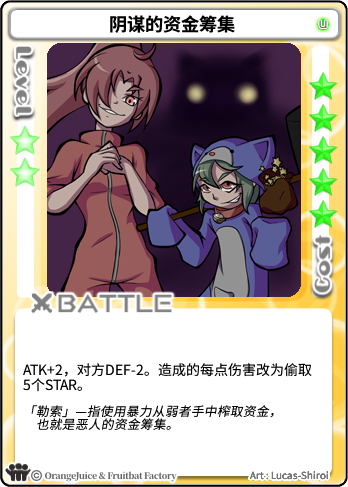 阴谋的资金筹集
U
Level
Cost
BATTLE
ATK+2，对方DEF-2。造成的每点伤害改为偷取
5个STAR。
「勒索」—指使用暴力从弱者手中榨取资金，
也就是恶人的资金筹集。
© OrangeJuice & Fruitbat Factory
Art: Lucas-Shiroi